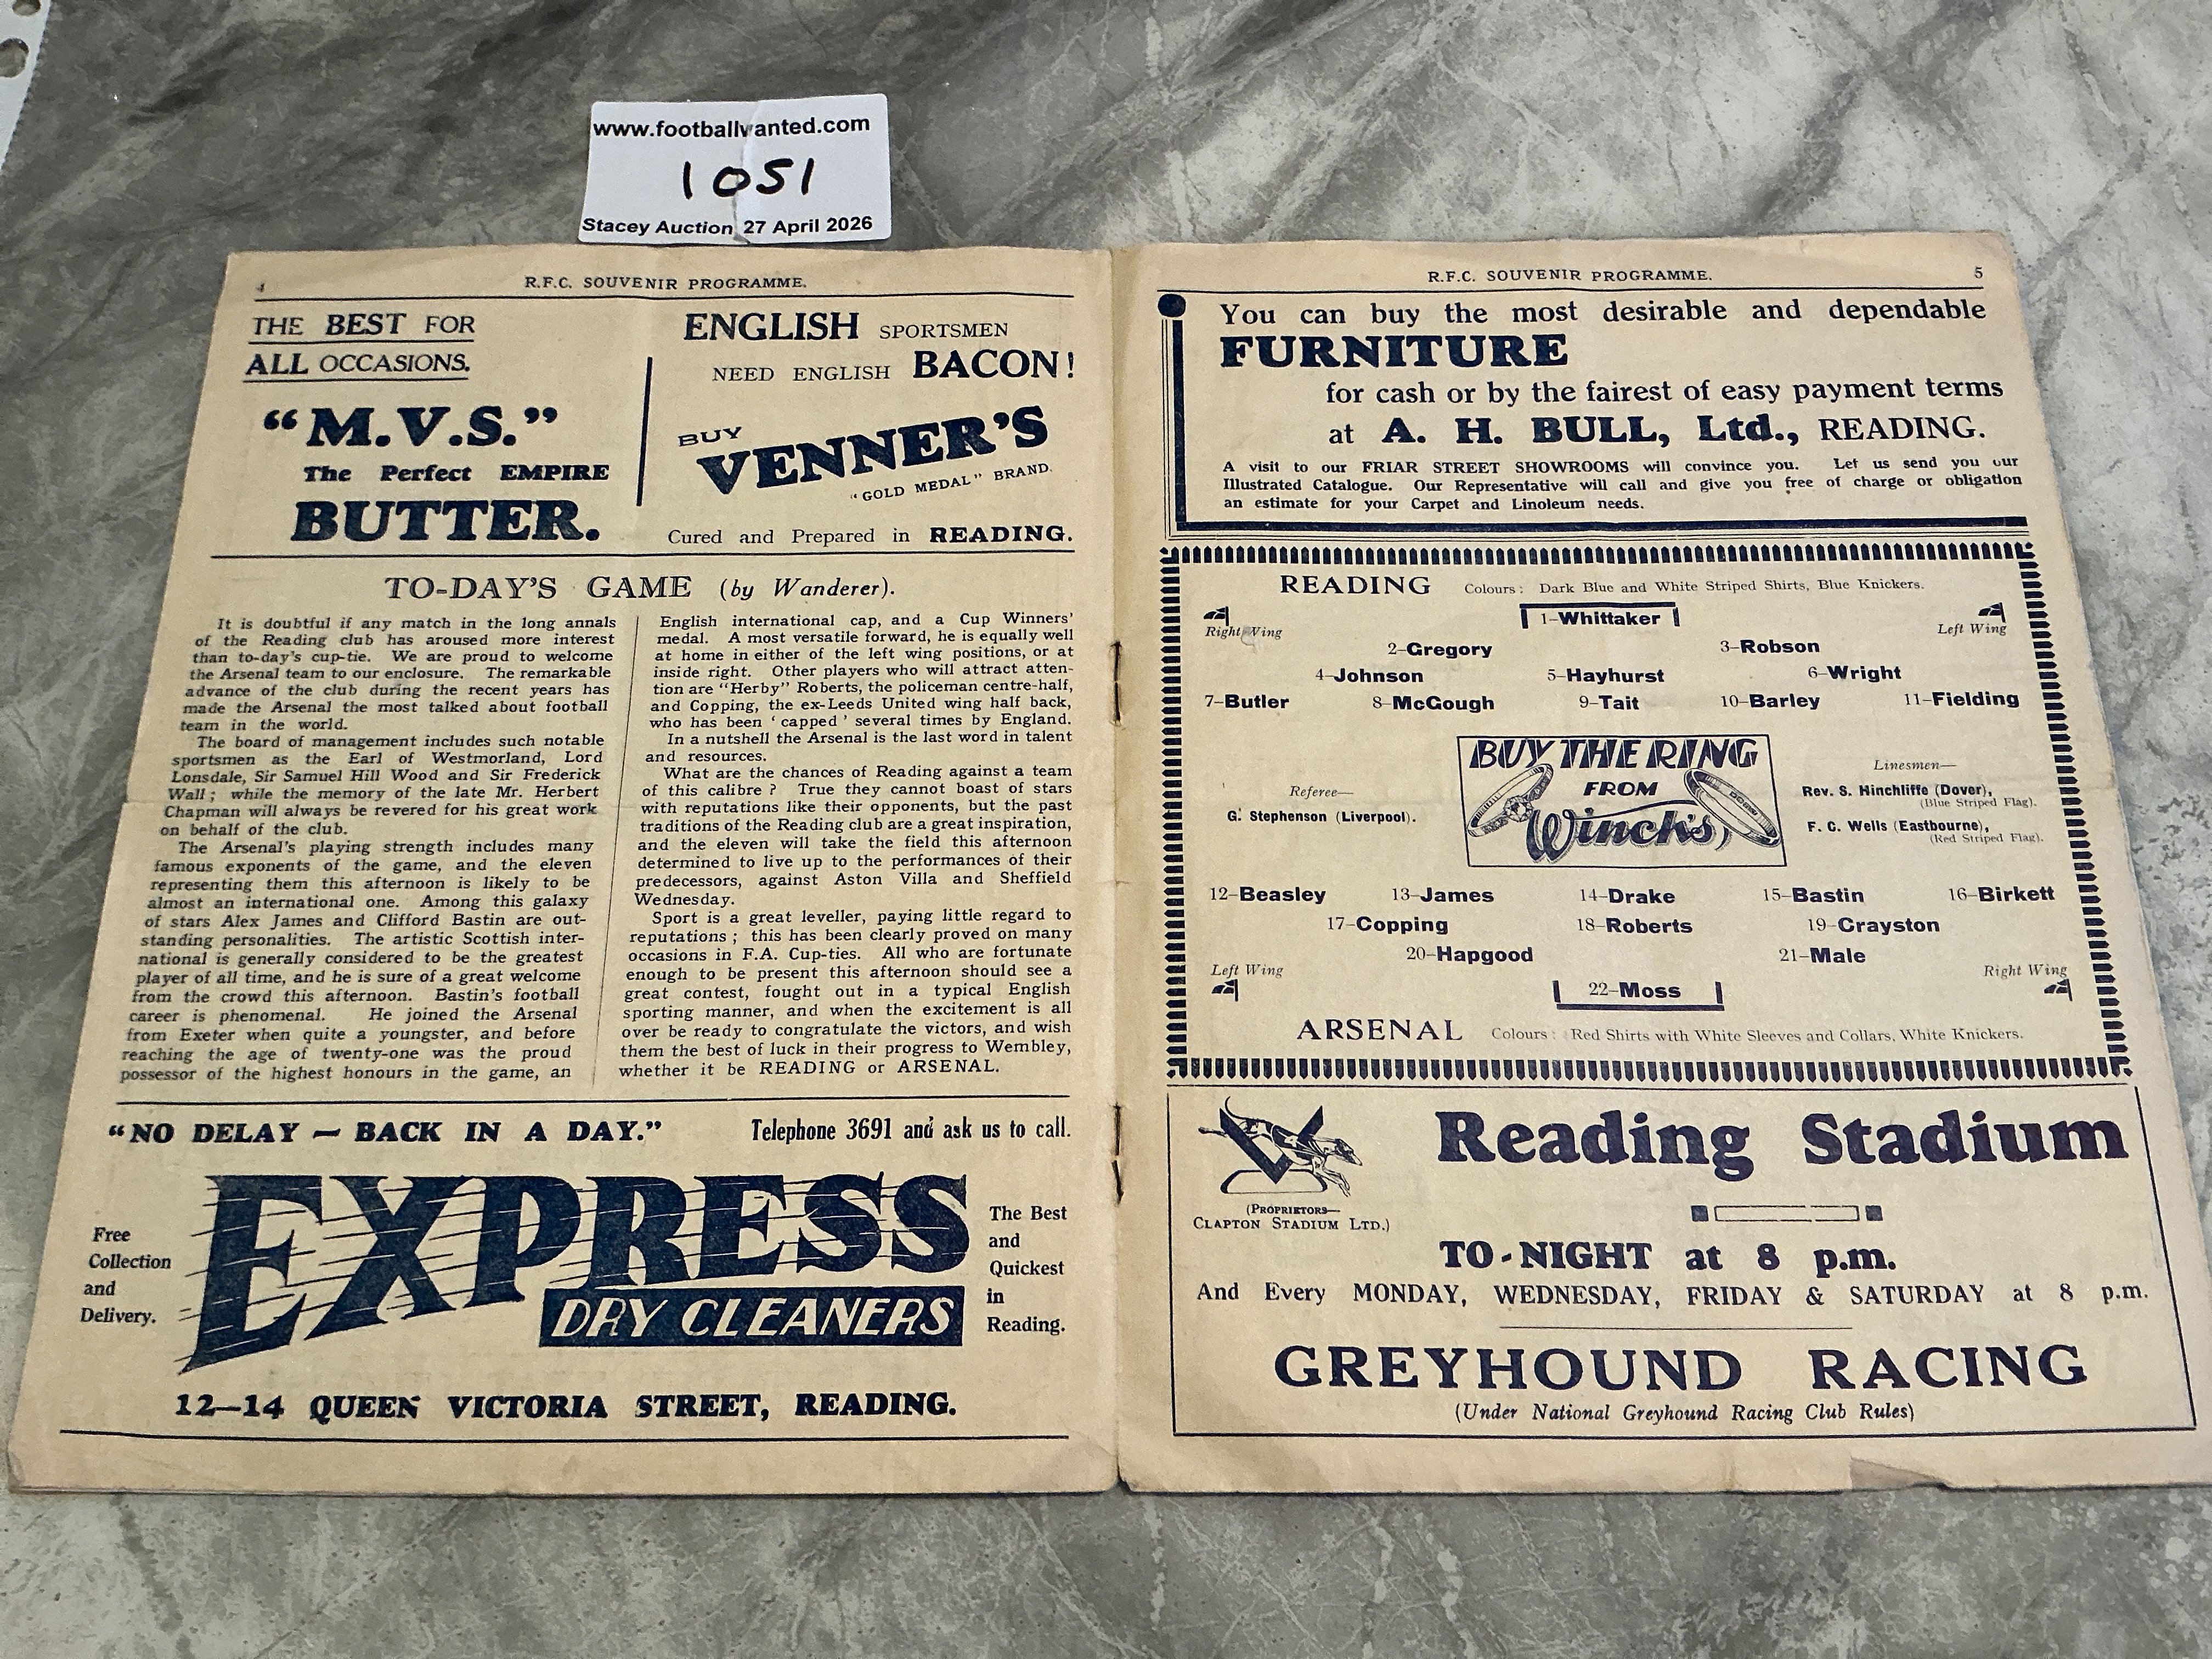 www.footballwanted.com
1051
Stacey Auction 27 April 2026
4
R.F.C. SOUVENIR PROGRAMME.
THE BEST FOR
ALL OCCASIONS.
"M.V.S."
The Perfect EMPIRE
BUTTER.
ENGLISH SPORTSMEN
NEED ENGLISH BACON!
BUY
VENNER'S
"GOLD MEDAL" BRAND.
Cured and Prepared in READING.
TO-DAY'S GAME (by Wanderer).
It is doubtful if any match in the long annals
of the Reading club has aroused more interest
than to-day's cup-tie. We are proud to welcome
the Arsenal team to our enclosure. The remarkable
advance of the club during the recent years has
made the Arsenal the most talked about football
team in the world.
The board of management includes such notable
sportsmen as the Earl of Westmorland, Lord
Lonsdale, Sir Samuel Hill Wood and Sir Frederick
Wall; while the memory of the late Mr. Herbert
Chapman will always be revered for his great work
on behalf of the club.
The Arsenal's playing strength includes many
famous exponents of the game, and the eleven
representing them this afternoon is likely to be
almost an international one. Among this galaxy
of stars Alex James and Clifford Bastin are out-
standing personalities. The artistic Scottish inter-
national is generally considered to be the greatest
player of all time, and he is sure of a great welcome
from the crowd this afternoon. Bastin's football
career is phenomenal. He joined the Arsenal
from Exeter when quite a youngster, and before
reaching the age of twenty-one was the proud
possessor of the highest honours in the game, an
English international cap, and a Cup Winners'
medal. A most versatile forward, he is equally well
at home in either of the left wing positions, or at
inside right. Other players who will attract atten-
tion are "Herby" Roberts, the policeman centre-half,
and Copping, the ex-Leeds United wing half back,
who has been 'capped' several times by England.
In a nutshell the Arsenal is the last word in talent
and resources.
What are the chances of Reading against a team
of this calibre? True they cannot boast of stars
with reputations like their opponents, but the past
traditions of the Reading club are a great inspiration,
and the eleven will take the field this afternoon
determined to live up to the performances of their
predecessors, against Aston Villa and Sheffield
Wednesday.
Sport is a great leveller, paying little regard to
reputations; this has been clearly proved on many
occasions in F.A. Cup-ties. All who are fortunate
enough to be present this afternoon should see a
great contest, fought out in a typical English
sporting manner, and when the excitement is all
over be ready to congratulate the victors, and wish
them the best of luck in their progress to Wembley,
whether it be READING or ARSENAL.
"NO DELAY — BACK IN A DAY." Telephone 3691 and ask us to call.
Free
Collection
and
Delivery.
EXPRESS
DRY CLEANERS
The Best
and
Quickest
in
Reading.
12—14 QUEEN VICTORIA STREET, READING.
R.F.C. SOUVENIR PROGRAMME. 5
You can buy the most desirable and dependable
FURNITURE
for cash or by the fairest of easy payment terms
at A. H. BULL, Ltd., READING.
A visit to our FRIAR STREET SHOWROOMS will convince you. Let us send you our
Illustrated Catalogue. Our Representative will call and give you free of charge or obligation
an estimate for your Carpet and Linoleum needs.
READING Colours: Dark Blue and White Striped Shirts, Blue Knickers.
1-Whittaker
Right Wing Left Wing
2-Gregory 3-Robson
4-Johnson 5-Hayhurst 6-Wright
7-Butler 8-McGough 9-Tait 10-Barley 11-Fielding
BUY THE RING
FROM
Winch's
Referee—
G. Stephenson (Liverpool).
Linesmen—
Rev. S. Hinchliffe (Dover),
(Blue Striped Flag).
F. C. Wells (Eastbourne),
(Red Striped Flag).
12-Beasley 13-James 14-Drake 15-Bastin 16-Birkett
17-Copping 18-Roberts 19-Crayston
20-Hapgood 21-Male
Left Wing Right Wing
22-Moss
ARSENAL Colours: Red Shirts with White Sleeves and Collars, White Knickers.
Reading Stadium
(PROPRIETORS—
CLAPTON STADIUM LTD.)
TO-NIGHT at 8 p.m.
And Every MONDAY, WEDNESDAY, FRIDAY & SATURDAY at 8 p.m.
GREYHOUND RACING
(Under National Greyhound Racing Club Rules)